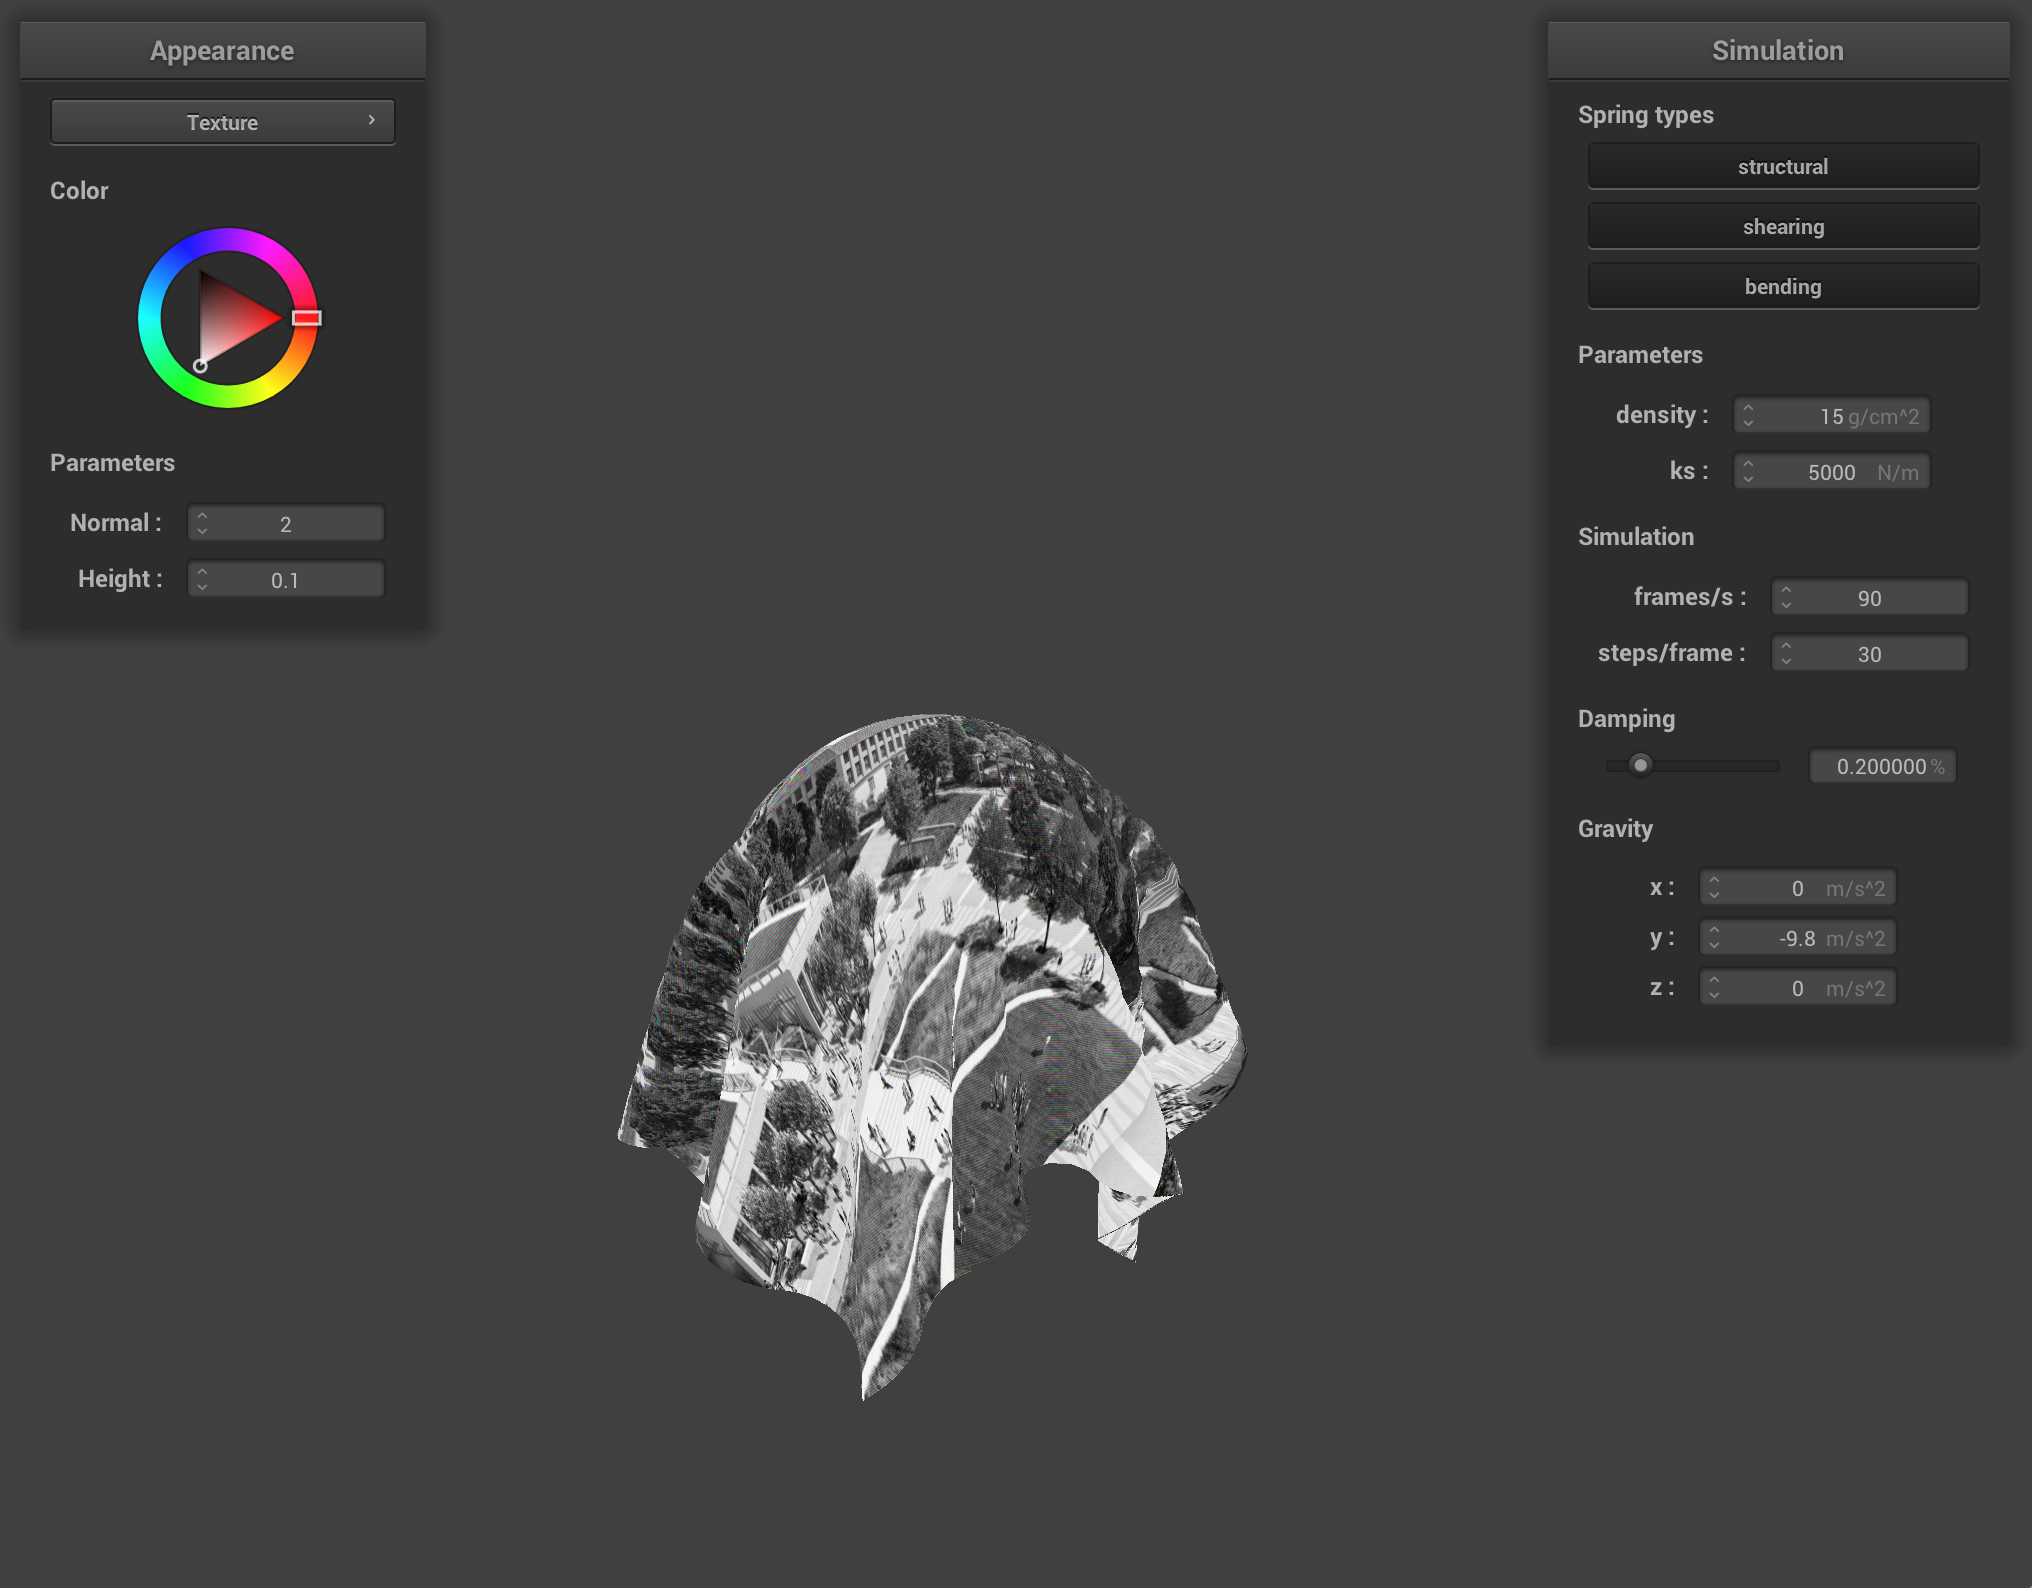 Appearance
Texture
Color
Parameters
Normal : 2
Height : 0.1
Simulation
Spring types
structural
shearing
bending
Parameters
density : 15 g/cm^2
ks : 5000 N/m
Simulation
frames/s : 90
steps/frame : 30
Damping
0.200000 %
Gravity
x : 0 m/s^2
y : -9.8 m/s^2
z : 0 m/s^2